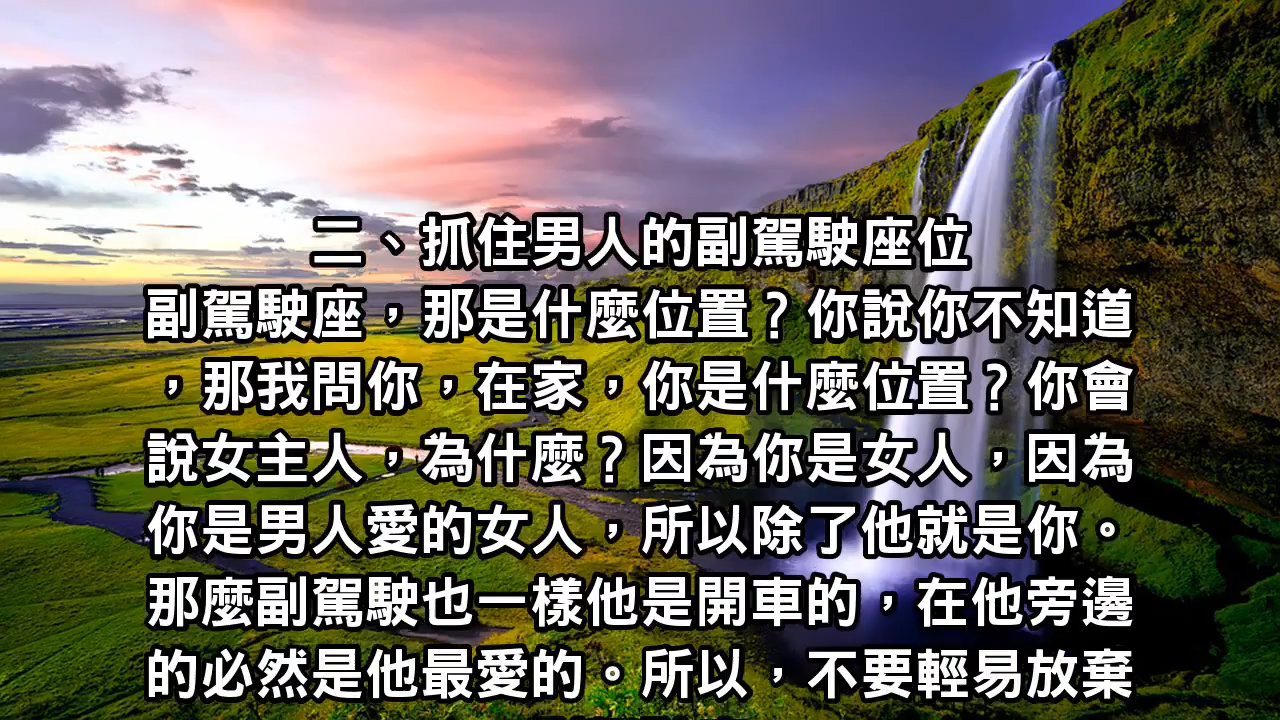 二、抓住男人的副駕駛座位
副駕駛座，那是什麼位置？你說你不知道
，那我問你，在家，你是什麼位置？你會
說女主人，為什麼？因為你是女人，因為
你是男人愛的女人，所以除了他就是你。
那麼副駕駛也一樣他是開車的，在他旁邊
的必然是他最愛的。所以，不要輕易放棄